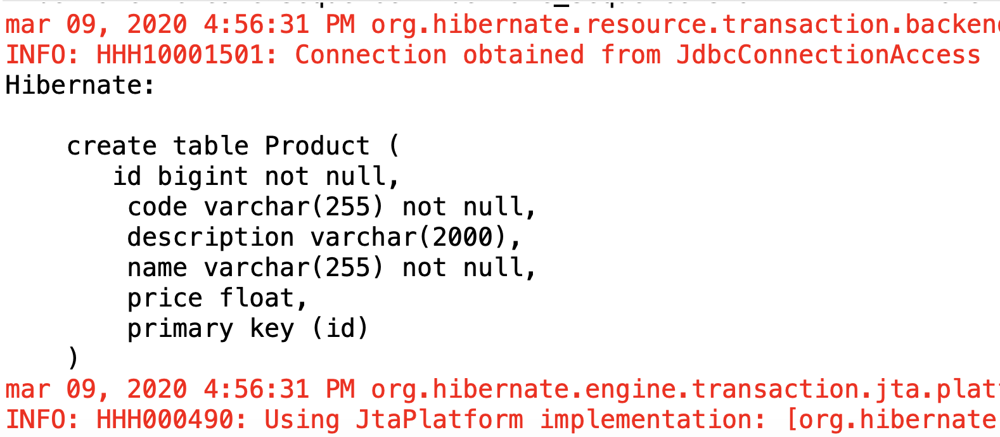 mar 09, 2020 4:56:31 PM org.hibernate.resource.transaction.backend
INFO: HHH10001501: Connection obtained from JdbcConnectionAccess
Hibernate:
create table Product (
id bigint not null,
code varchar(255) not null,
description varchar(2000),
name varchar(255) not null,
price float,
primary key (id)
)
mar 09, 2020 4:56:31 PM org.hibernate.engine.transaction.jta.plat
INFO: HHH000490: Using JtaPlatform implementation: [org.hibernate